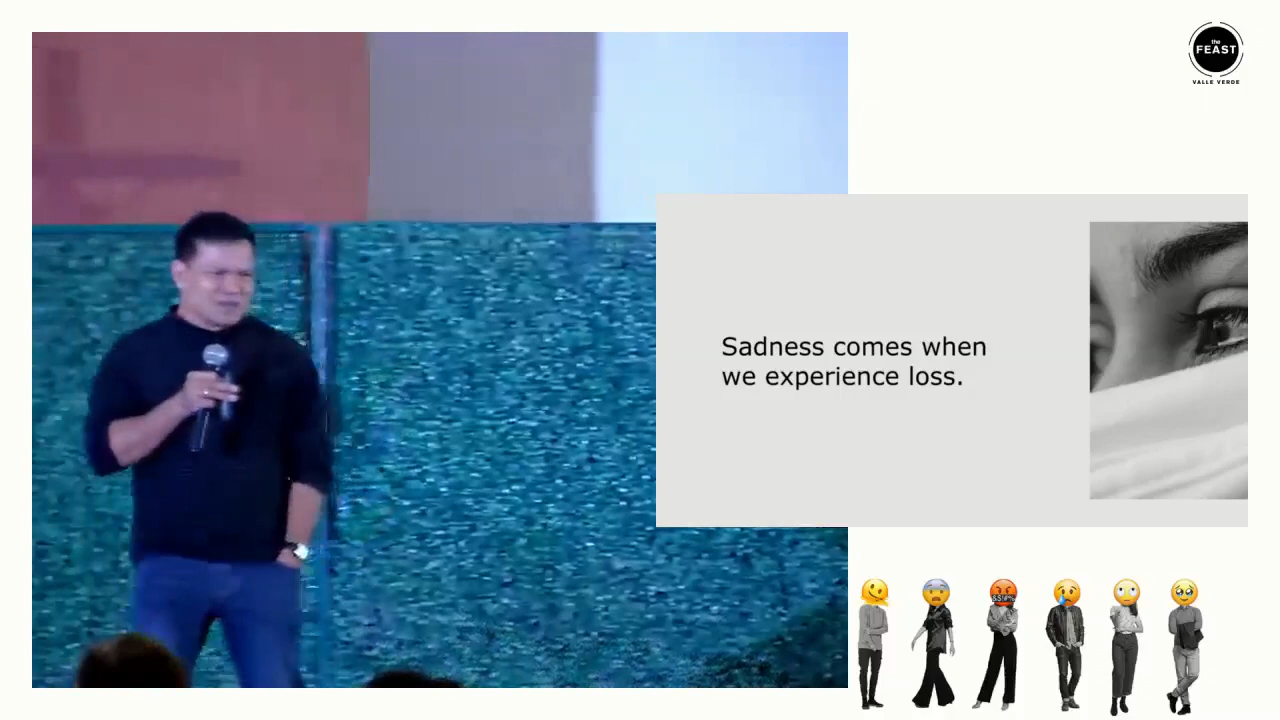 the
FEAST
VALLE VERDE
Sadness comes when
we experience loss.
$&!#%